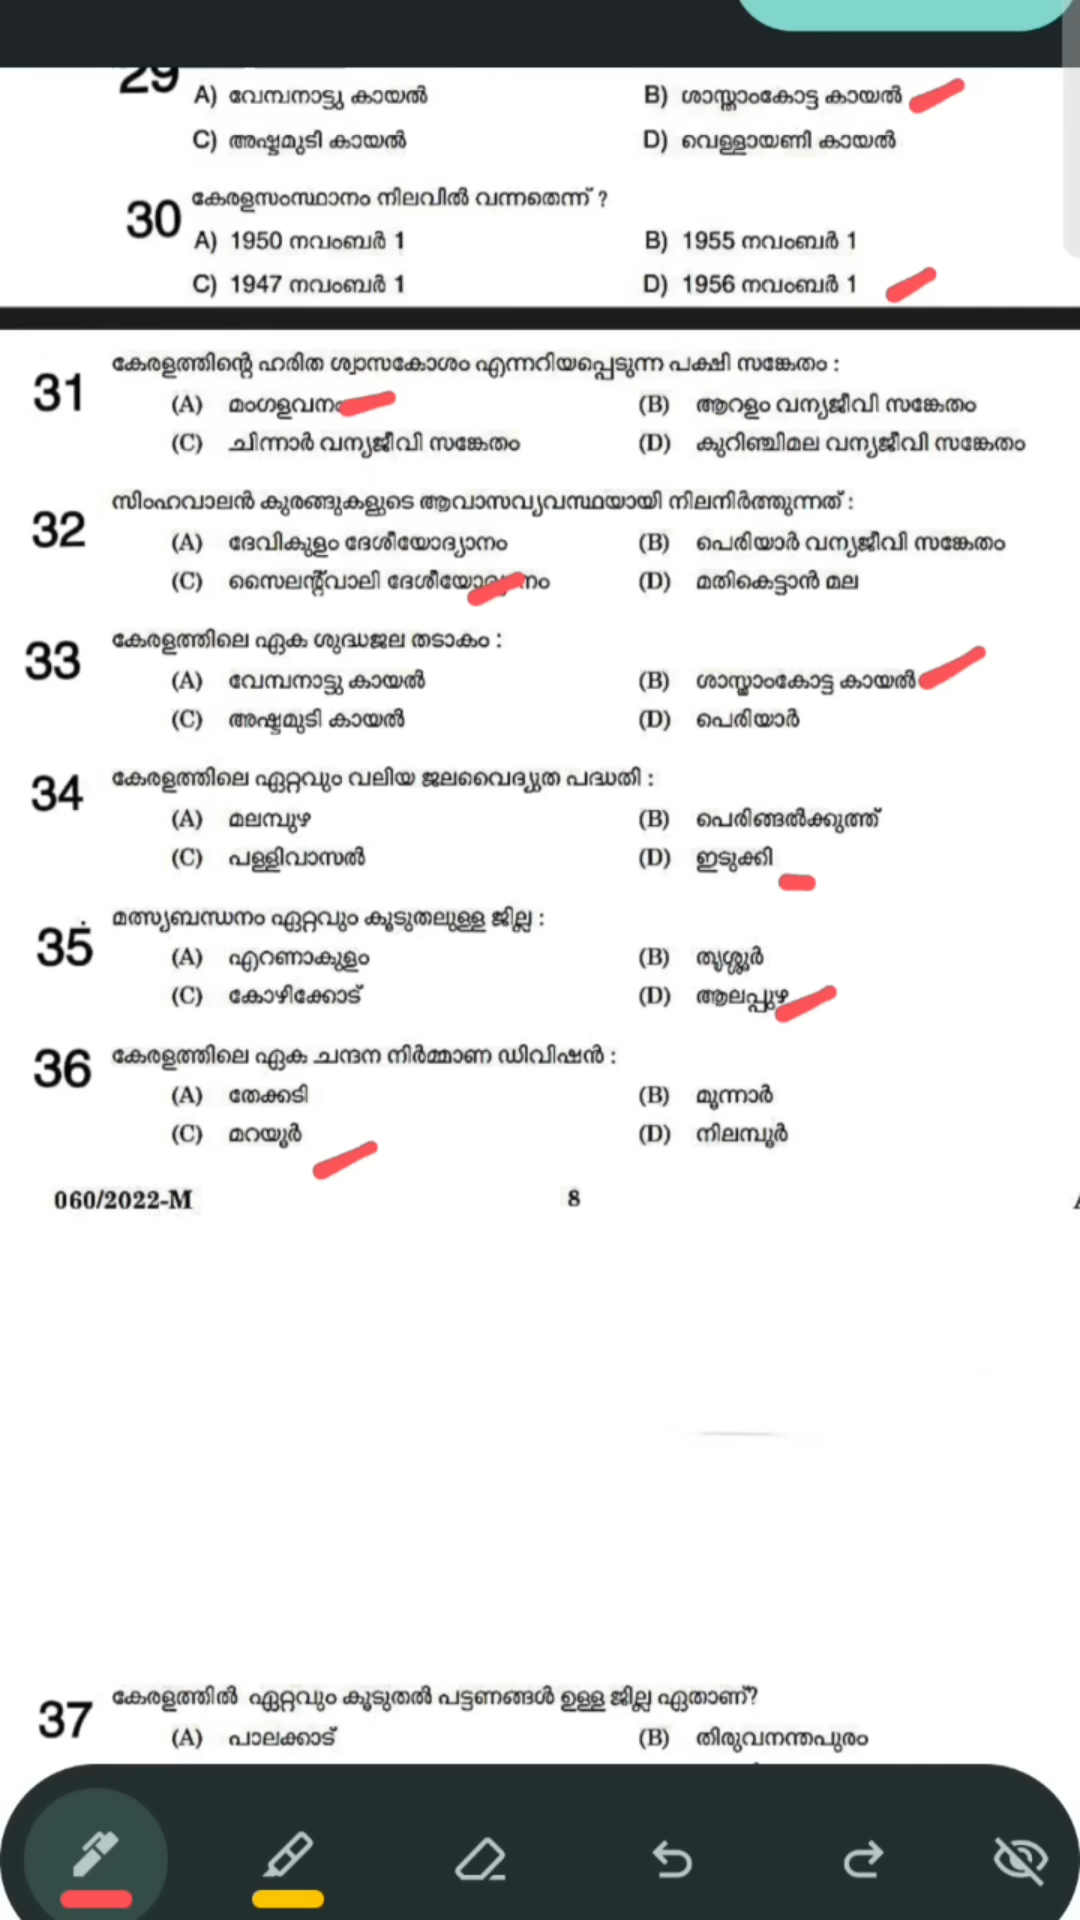 29
A) വേമ്പനാട്ടു കായൽ B) ശാസ്താംകോട്ട കായൽ
C) അഷ്ടമുടി കായൽ D) വെള്ളായണി കായൽ
30 കേരളസംസ്ഥാനം നിലവിൽ വന്നതെന്ന് ?
A) 1950 നവംബർ 1 B) 1955 നവംബർ 1
C) 1947 നവംബർ 1 D) 1956 നവംബർ 1
31 കേരളത്തിന്റെ ഹരിത ശ്വാസകോശം എന്നറിയപ്പെടുന്ന പക്ഷി സങ്കേതം :
(A) മംഗളവനം (B) ആറളം വന്യജീവി സങ്കേതം
(C) ചിന്നാർ വന്യജീവി സങ്കേതം (D) കുറിഞ്ചിമല വന്യജീവി സങ്കേതം
32 സിംഹവാലൻ കുരങ്ങുകളുടെ ആവാസവ്യവസ്ഥയായി നിലനിർത്തുന്നത് :
(A) ദേവികുളം ദേശീയോദ്യാനം (B) പെരിയാർ വന്യജീവി സങ്കേതം
(C) സൈലന്റ്‌വാലി ദേശീയോദ്യാനം (D) മതികെട്ടാൻ മല
33 കേരളത്തിലെ ഏക ശുദ്ധജല തടാകം :
(A) വേമ്പനാട്ടു കായൽ (B) ശാസ്താംകോട്ട കായൽ
(C) അഷ്ടമുടി കായൽ (D) പെരിയാർ
34 കേരളത്തിലെ ഏറ്റവും വലിയ ജലവൈദ്യുത പദ്ധതി :
(A) മലമ്പുഴ (B) പെരിങ്ങൽക്കുത്ത്
(C) പള്ളിവാസൽ (D) ഇടുക്കി
35 മത്സ്യബന്ധനം ഏറ്റവും കൂടുതലുള്ള ജില്ല :
(A) എറണാകുളം (B) തൃശ്ശൂർ
(C) കോഴിക്കോട് (D) ആലപ്പുഴ
36 കേരളത്തിലെ ഏക ചന്ദന നിർമ്മാണ ഡിവിഷൻ :
(A) തേക്കടി (B) മൂന്നാർ
(C) മറയൂർ (D) നിലമ്പൂർ
060/2022-M 8
37 കേരളത്തിൽ ഏറ്റവും കൂടുതൽ പട്ടണങ്ങൾ ഉള്ള ജില്ല ഏതാണ്?
(A) പാലക്കാട് (B) തിരുവനന്തപുരം